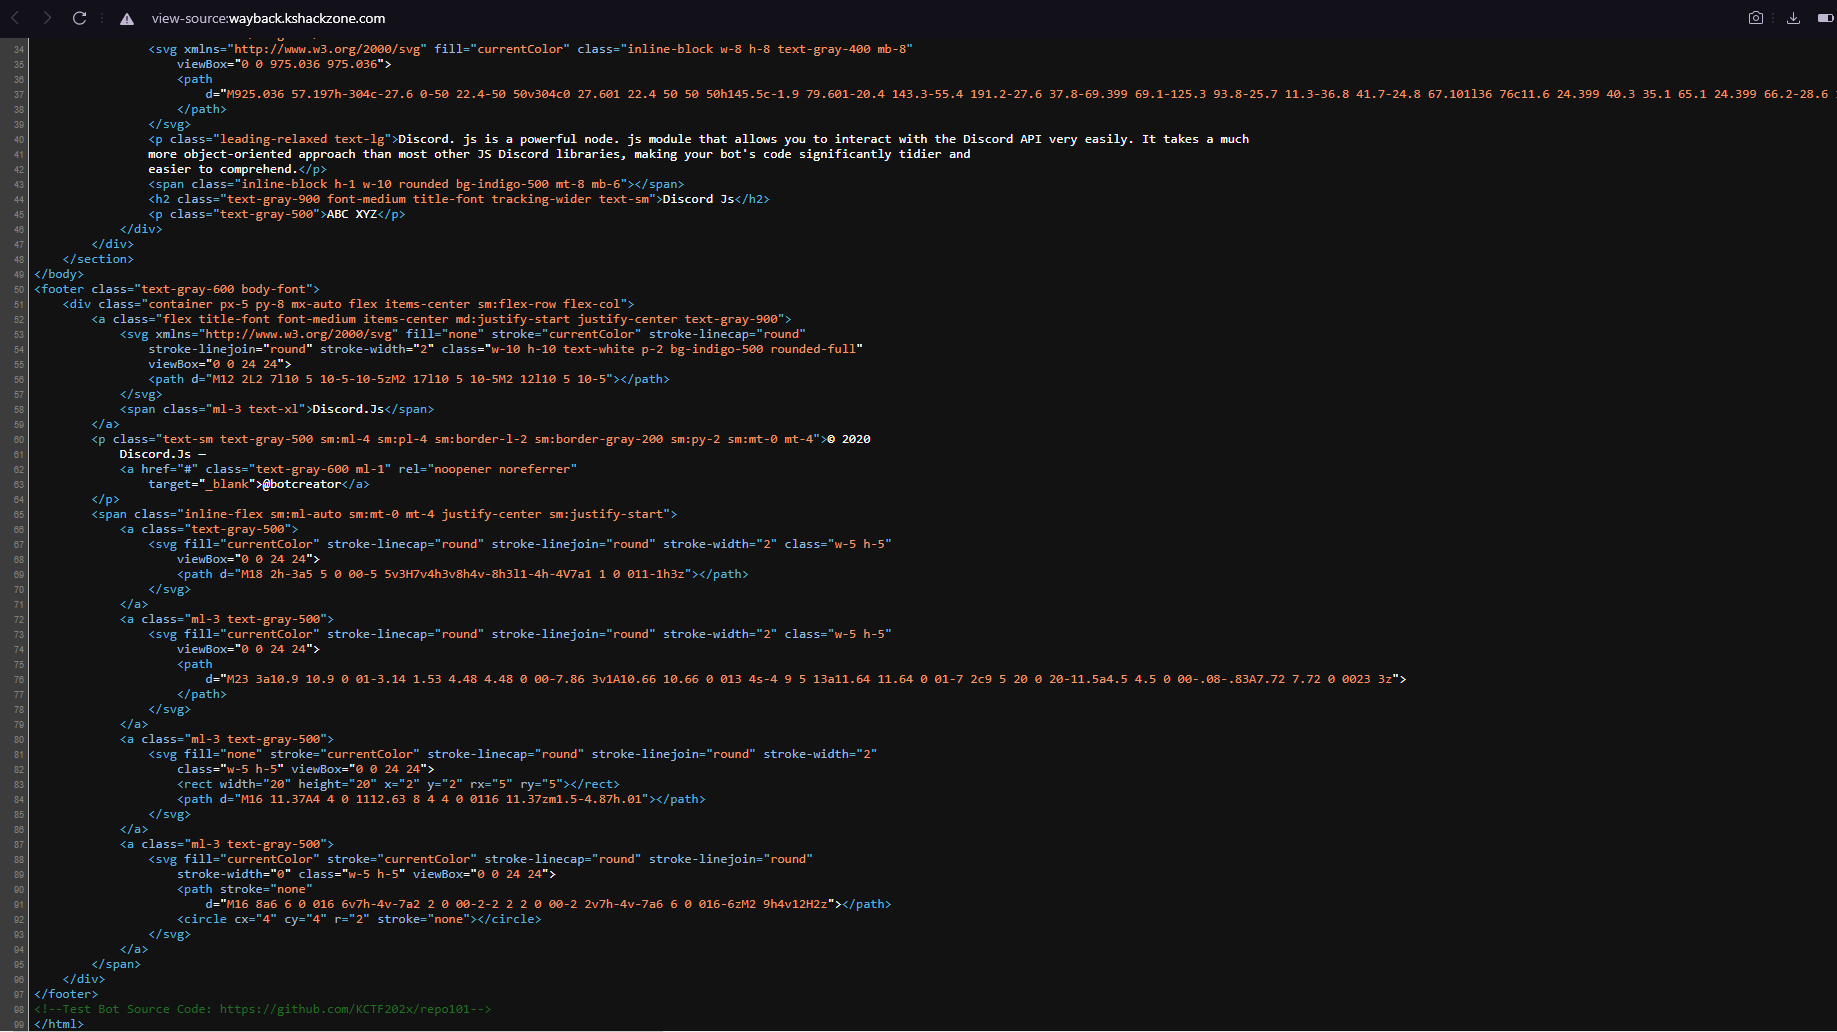 view-source:wayback.kshackzone.com
34 <svg xmlns="http://www.w3.org/2000/svg" fill="currentColor" class="inline-block w-8 h-8 text-gray-400 mb-8"
35 viewBox="0 0 975.036 975.036">
36 <path
37 d="M925.036 57.197h-304c-27.6 0-50 22.4-50 50v304c0 27.601 22.4 50 50 50h145.5c-1.9 79.601-20.4 143.3-55.4 191.2-27.6 37.8-69.399 69.1-125.3 93.8-25.7 11.3-36.8 41.7-24.8 67.101l36 76c11.6 24.399 40.3 35.1 65.1 24.399 66.2-28.6
38 </path>
39 </svg>
40 <p class="leading-relaxed text-lg">Discord. js is a powerful node. js module that allows you to interact with the Discord API very easily. It takes a much
41 more object-oriented approach than most other JS Discord libraries, making your bot's code significantly tidier and
42 easier to comprehend.</p>
43 <span class="inline-block h-1 w-10 rounded bg-indigo-500 mt-8 mb-6"></span>
44 <h2 class="text-gray-900 font-medium title-font tracking-wider text-sm">Discord Js</h2>
45 <p class="text-gray-500">ABC XYZ</p>
46 </div>
47 </div>
48 </section>
49 </body>
50 <footer class="text-gray-600 body-font">
51 <div class="container px-5 py-8 mx-auto flex items-center sm:flex-row flex-col">
52 <a class="flex title-font font-medium items-center md:justify-start justify-center text-gray-900">
53 <svg xmlns="http://www.w3.org/2000/svg" fill="none" stroke="currentColor" stroke-linecap="round"
54 stroke-linejoin="round" stroke-width="2" class="w-10 h-10 text-white p-2 bg-indigo-500 rounded-full"
55 viewBox="0 0 24 24">
56 <path d="M12 2L2 7l10 5 10-5-10-5zM2 17l10 5 10-5M2 12l10 5 10-5"></path>
57 </svg>
58 <span class="ml-3 text-xl">Discord.Js</span>
59 </a>
60 <p class="text-sm text-gray-500 sm:ml-4 sm:pl-4 sm:border-l-2 sm:border-gray-200 sm:py-2 sm:mt-0 mt-4">© 2020
61 Discord.Js —
62 <a href="#" class="text-gray-600 ml-1" rel="noopener noreferrer"
63 target="_blank">@botcreator</a>
64 </p>
65 <span class="inline-flex sm:ml-auto sm:mt-0 mt-4 justify-center sm:justify-start">
66 <a class="text-gray-500">
67 <svg fill="currentColor" stroke-linecap="round" stroke-linejoin="round" stroke-width="2" class="w-5 h-5"
68 viewBox="0 0 24 24">
69 <path d="M18 2h-3a5 5 0 00-5 5v3H7v4h3v8h4v-8h3l1-4h-4V7a1 1 0 011-1h3z"></path>
70 </svg>
71 </a>
72 <a class="ml-3 text-gray-500">
73 <svg fill="currentColor" stroke-linecap="round" stroke-linejoin="round" stroke-width="2" class="w-5 h-5"
74 viewBox="0 0 24 24">
75 <path
76 d="M23 3a10.9 10.9 0 01-3.14 1.53 4.48 4.48 0 00-7.86 3v1A10.66 10.66 0 013 4s-4 9 5 13a11.64 11.64 0 01-7 2c9 5 20 0 20-11.5a4.5 4.5 0 00-.08-.83A7.72 7.72 0 0023 3z">
77 </path>
78 </svg>
79 </a>
80 <a class="ml-3 text-gray-500">
81 <svg fill="none" stroke="currentColor" stroke-linecap="round" stroke-linejoin="round" stroke-width="2"
82 class="w-5 h-5" viewBox="0 0 24 24">
83 <rect width="20" height="20" x="2" y="2" rx="5" ry="5"></rect>
84 <path d="M16 11.37A4 4 0 1112.63 8 4 4 0 0116 11.37zm1.5-4.87h.01"></path>
85 </svg>
86 </a>
87 <a class="ml-3 text-gray-500">
88 <svg fill="currentColor" stroke="currentColor" stroke-linecap="round" stroke-linejoin="round"
89 stroke-width="0" class="w-5 h-5" viewBox="0 0 24 24">
90 <path stroke="none"
91 d="M16 8a6 6 0 016 6v7h-4v-7a2 2 0 00-2-2 2 2 0 00-2 2v7h-4v-7a6 6 0 016-6zM2 9h4v12H2z"></path>
92 <circle cx="4" cy="4" r="2" stroke="none"></circle>
93 </svg>
94 </a>
95 </span>
96 </div>
97 </footer>
98 <!--Test Bot Source Code: https://github.com/KCTF202x/repo101-->
99 </html>